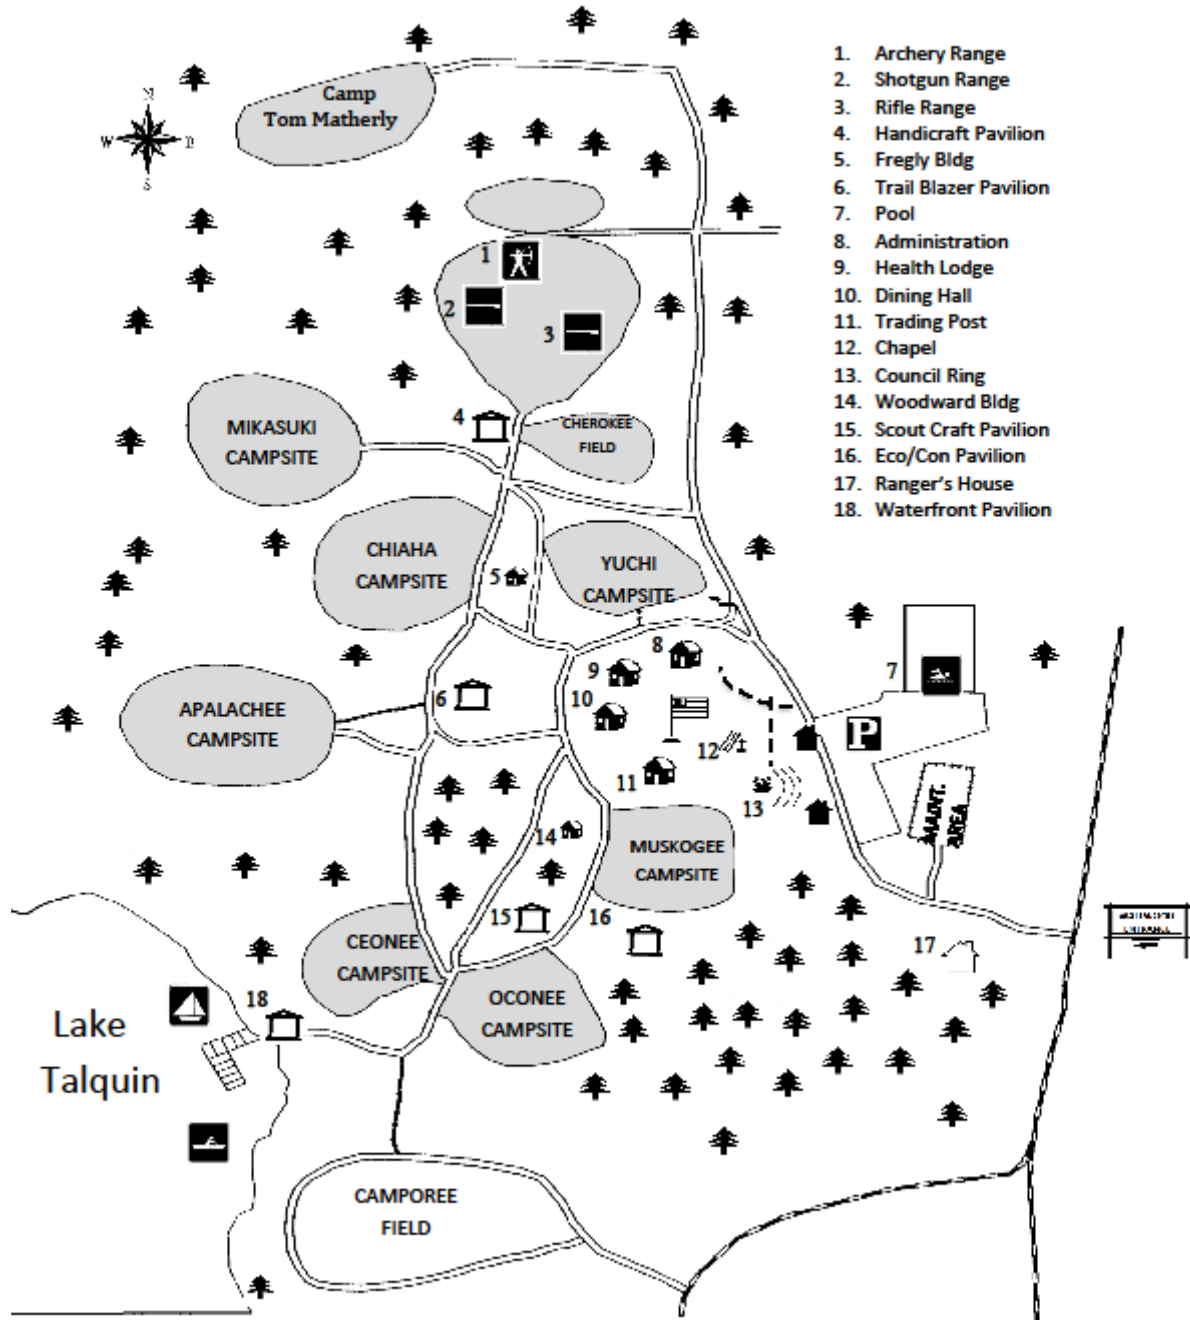 Camp
Tom Matherly
N
W
S
1. Archery Range
2. Shotgun Range
3. Rifle Range
4. Handicraft Pavilion
5. Fregly Bldg
6. Trail Blazer Pavilion
7. Pool
8. Administration
9. Health Lodge
10. Dining Hall
11. Trading Post
12. Chapel
13. Council Ring
14. Woodward Bldg
15. Scout Craft Pavilion
16. Eco/Con Pavilion
17. Ranger's House
18. Waterfront Pavilion
1
2
3
4
CHEROKEE
FIELD
MIKASUKI
CAMPSITE
CHIAHA
CAMPSITE
5
YUCHI
CAMPSITE
8
9
10
7
6
APALACHEE
CAMPSITE
P
12
11
13
MAINT.
AREA
14
MUSKOGEE
CAMPSITE
15
16
17
ENTRANCE
CEONEE
CAMPSITE
OCONEE
CAMPSITE
18
Lake
Talquin
CAMPOREE
FIELD